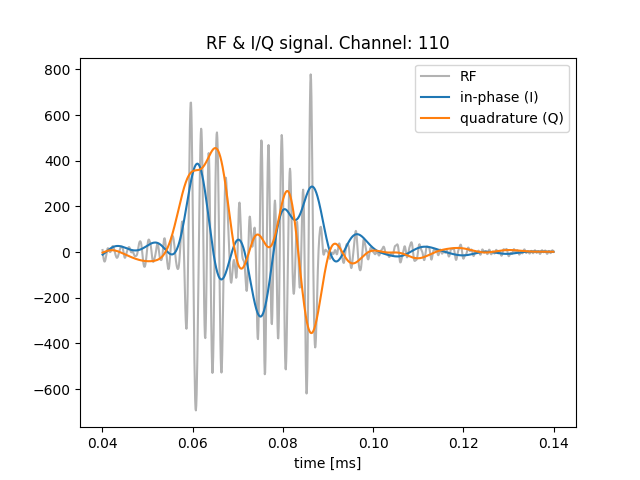 RF & I/Q signal. Channel: 110
RF
in-phase (I)
quadrature (Q)
800
600
400
200
0
−200
−400
−600
0.04 0.06 0.08 0.10 0.12 0.14
time [ms]